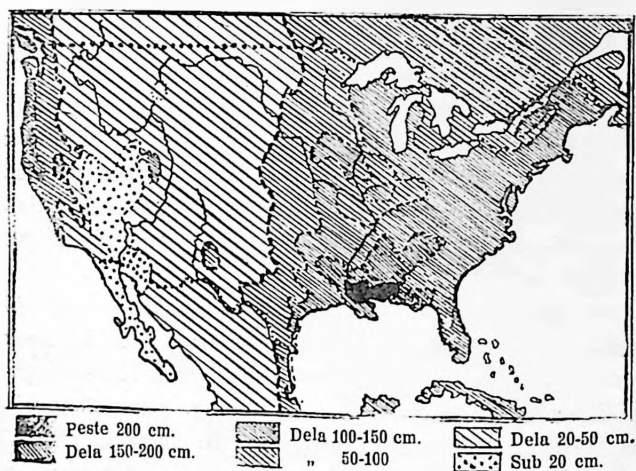 Peste 200 cm. Dela 100-150 cm. Dela 20-50 cm.
Dela 150-200 cm. „ 50-100 Sub 20 cm.